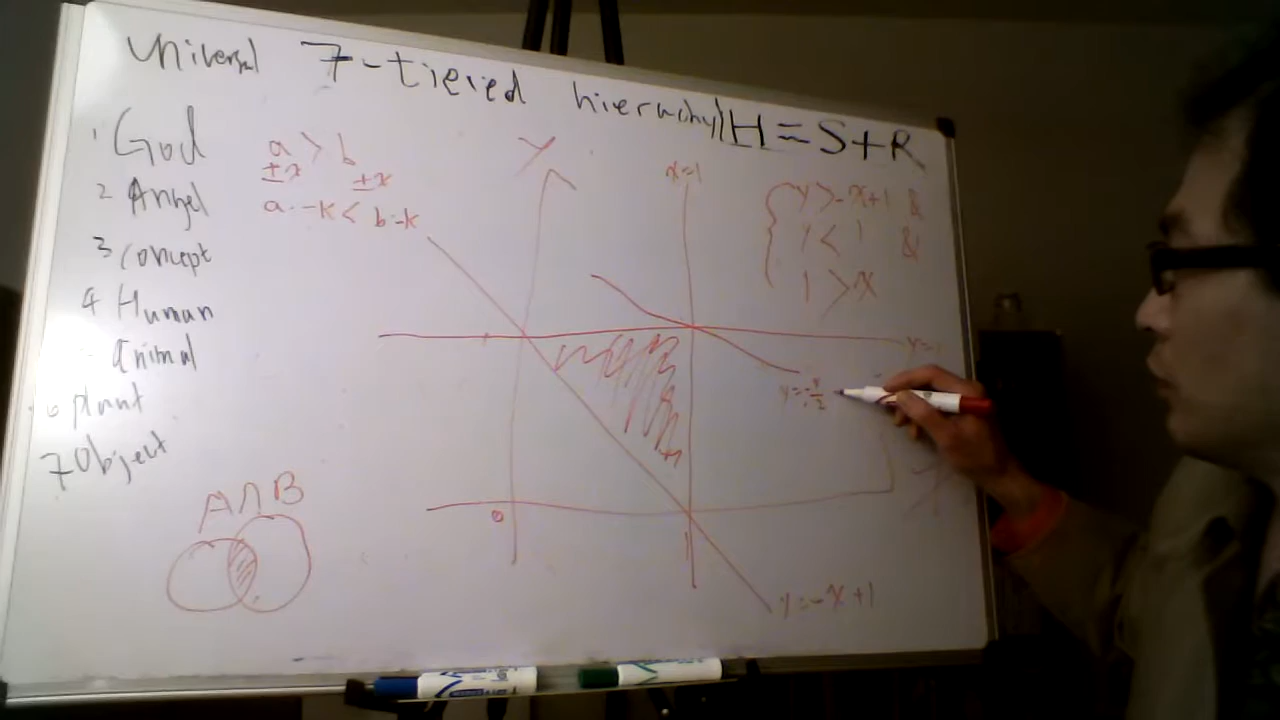 Universal 7-tiered hierarchy H=S+R
1 God
2 Angel
3 Concept
4 Human
Animal
6 plant
7 Object
a > b
±x ±x
a -k < b -k
Y
x=1
y > -x+1 &
y < 1 &
1 > x
0
1
y=-x+1
A∩B